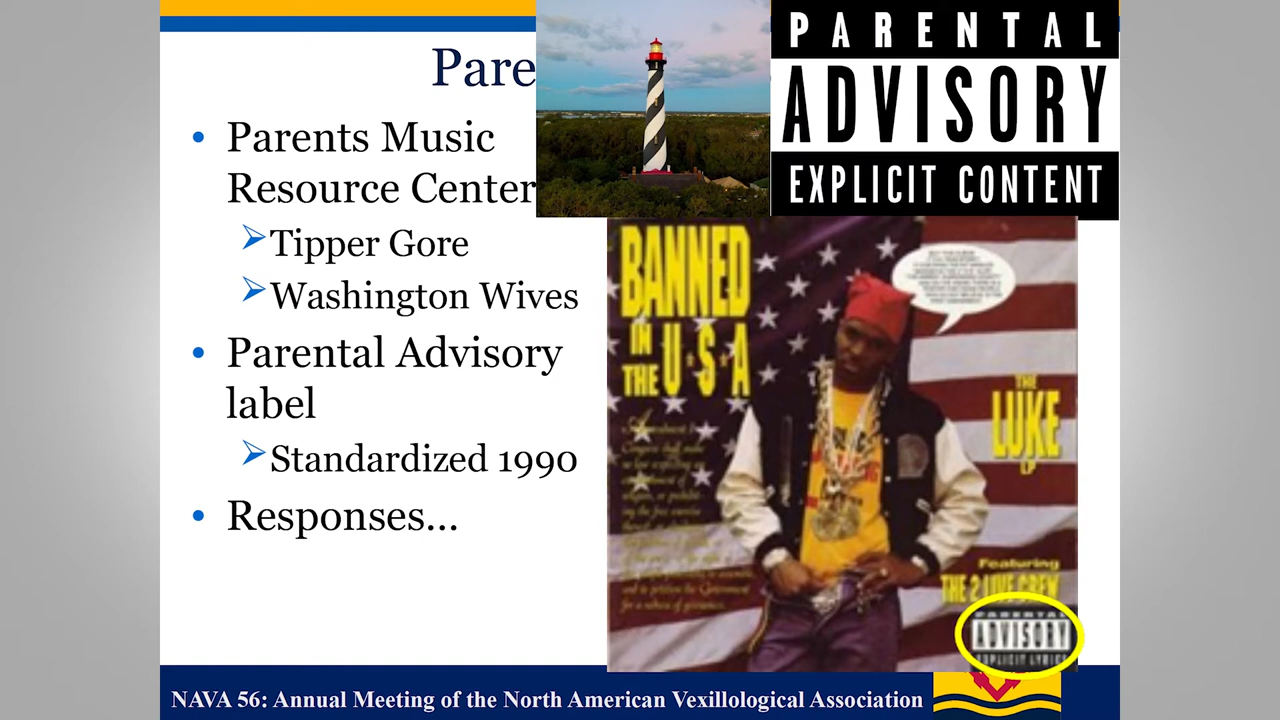 Pare
• Parents Music
Resource Center
➢Tipper Gore
➢Washington Wives
• Parental Advisory
label
➢Standardized 1990
• Responses...
PARENTAL
ADVISORY
EXPLICIT CONTENT
BANNED
IN
THE U★S★A
THE
LUKE
LP
Featuring
THE 2 LIVE CREW
PARENTAL
ADVISORY
EXPLICIT LYRICS
NAVA 56: Annual Meeting of the North American Vexillological Association